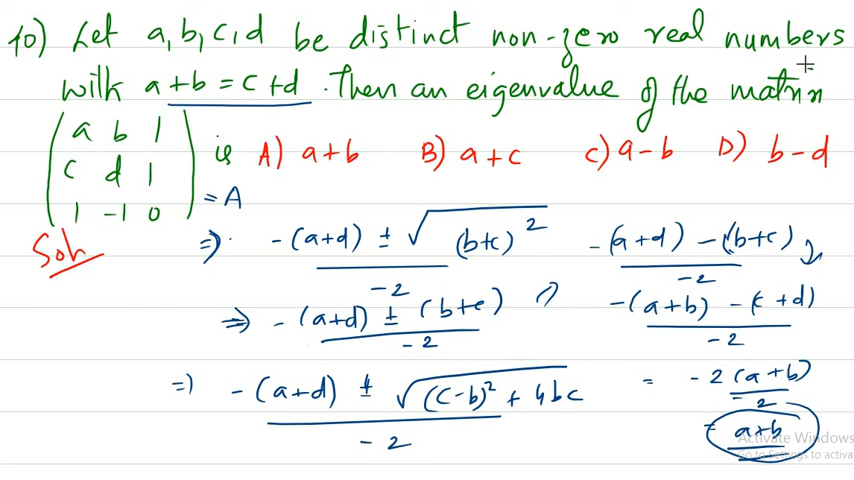 10) Let a, b, c, d be distinct non-zero real numbers
with a+b = c+d. Then an eigenvalue of the matrix
( a b 1
c d 1
1 -1 0 ) is A) a+b B) a+c C) a-b D) b-d
= A
Soln
⇒ -(a+d) ± √(b+c)² / -2
-(a+d) - (b+c) / -2
⇒ -(a+d) ± (b+c) / -2
⇒ -(a+b) - (c+d) / -2
⇒ -(a+d) ± √(c-b)² + 4bc / -2
= -2(a+b) / -2
= a+b
Activate Windows
Go to Settings to activa